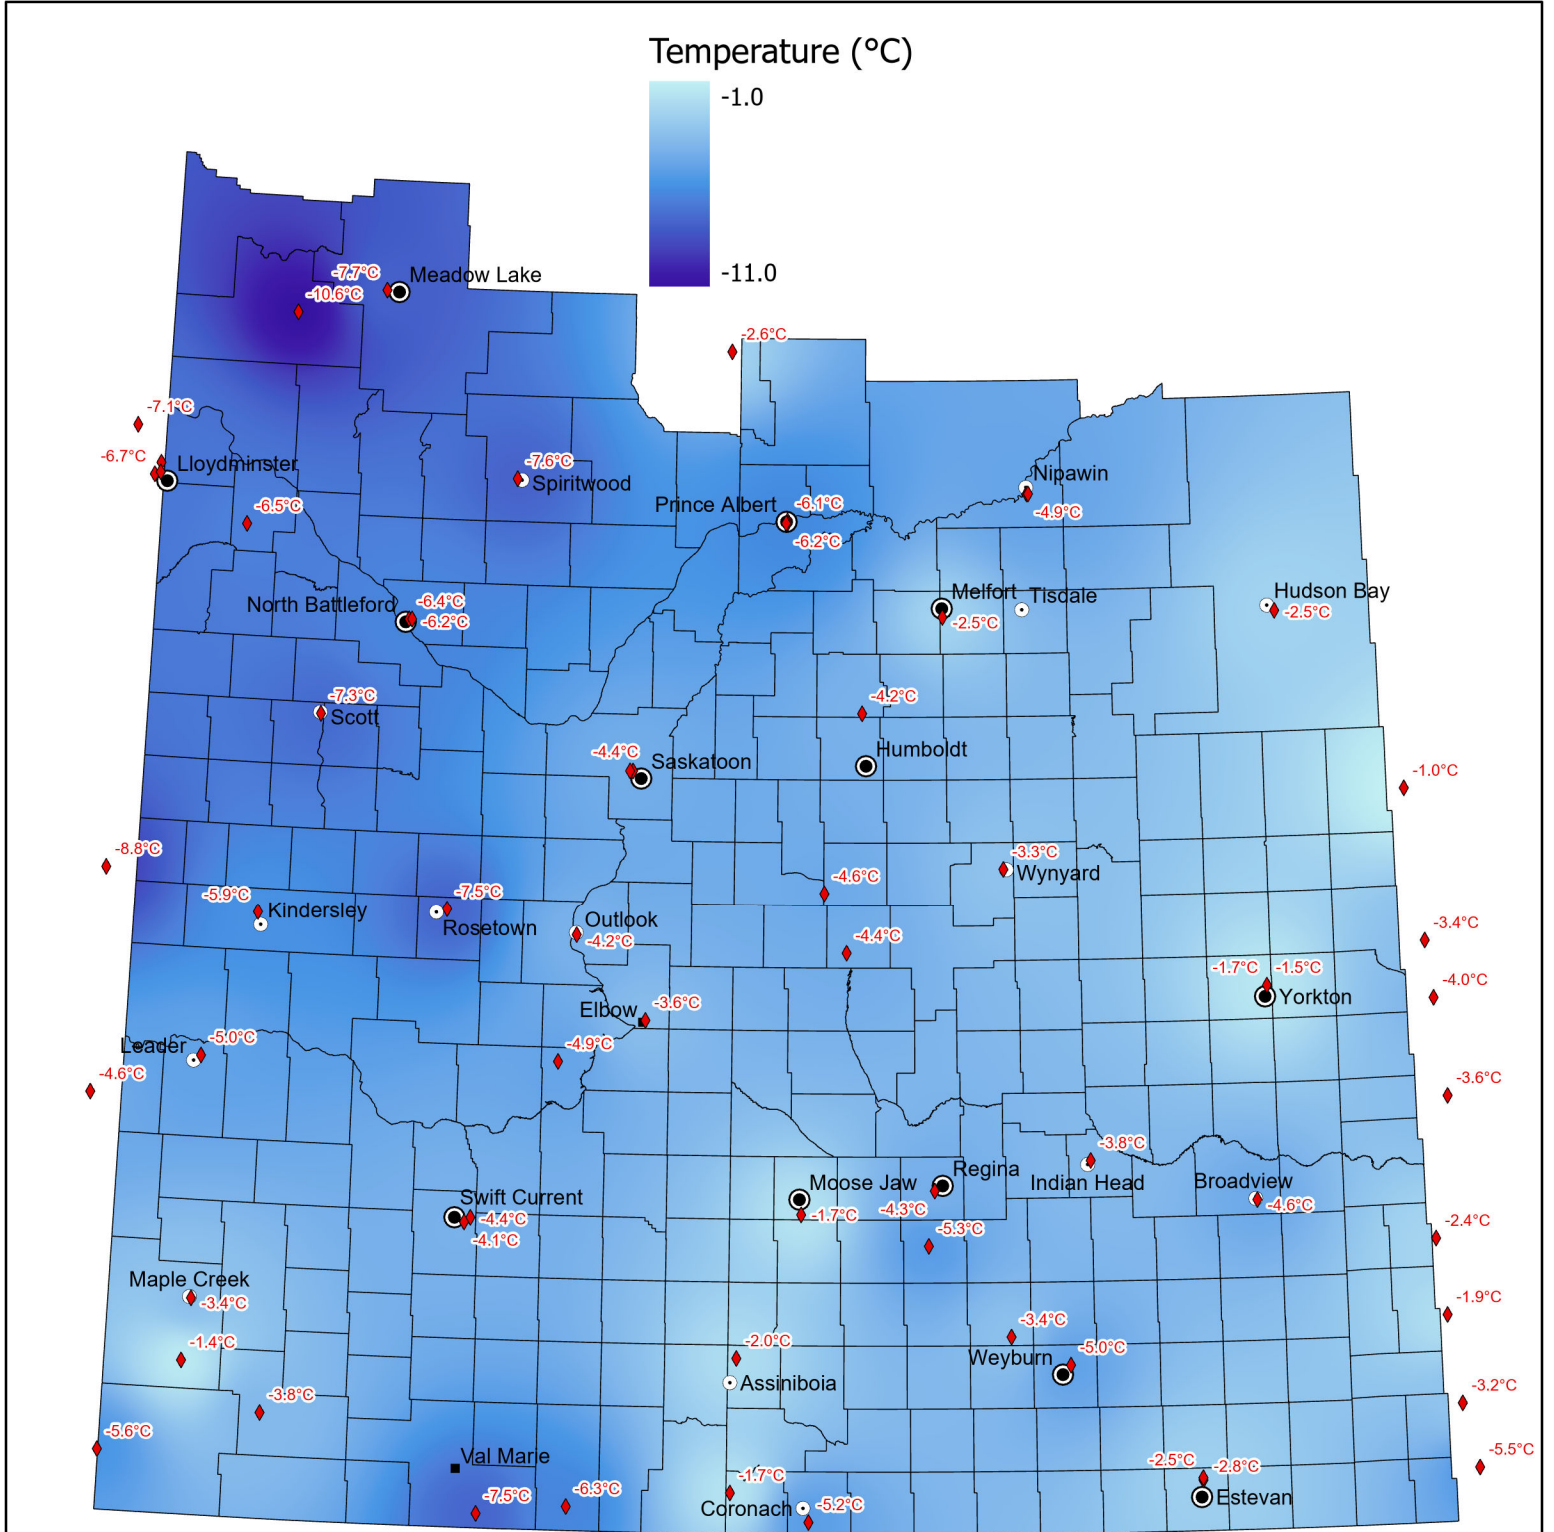 Temperature (°C)
-1.0
-11.0
-7.7°C
Meadow Lake
-10.6°C
-2.6°C
-7.1°C
-6.7°C
Lloydminster
-7.6°C
Spiritwood
Nipawin
-4.9°C
-6.5°C
Prince Albert
-6.1°C
-6.2°C
Melfort
Tisdale
-2.5°C
Hudson Bay
-2.5°C
North Battleford
-6.4°C
-6.2°C
-7.3°C
Scott
-4.2°C
Humboldt
-4.4°C
Saskatoon
-1.0°C
-8.8°C
-3.3°C
Wynyard
-4.6°C
-5.9°C
Kindersley
-7.5°C
Rosetown
Outlook
-4.2°C
-4.4°C
-3.4°C
-1.7°C
-1.5°C
Yorkton
-4.0°C
Elbow
-3.6°C
-4.9°C
Leader
-5.0°C
-4.6°C
-3.6°C
-3.8°C
Indian Head
Regina
-4.3°C
-5.3°C
Moose Jaw
-1.7°C
Broadview
-4.6°C
Swift Current
-4.4°C
-4.1°C
-2.4°C
Maple Creek
-3.4°C
-1.4°C
-1.9°C
-3.4°C
Weyburn
-5.0°C
-2.0°C
Assiniboia
-3.8°C
-3.2°C
-5.6°C
Val Marie
-7.5°C
-6.3°C
-1.7°C
Coronach
-5.2°C
-2.5°C
-2.8°C
Estevan
-5.5°C